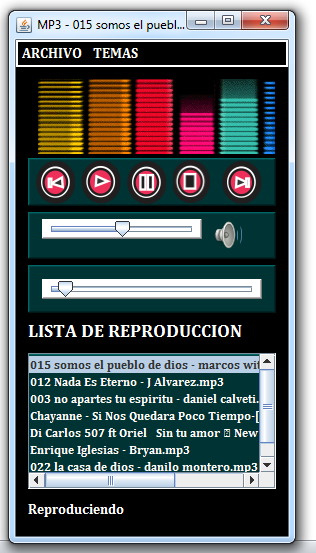 MP3 - 015 somos el puebl...
ARCHIVO TEMAS
LISTA DE REPRODUCCION
015 somos el pueblo de dios - marcos wit
012 Nada Es Eterno - J Alvarez.mp3
003 no apartes tu espiritu - daniel calveti.
Chayanne - Si Nos Quedara Poco Tiempo-[
Di Carlos 507 ft Oriel Sin tu amor ▯ New
Enrique Iglesias - Bryan.mp3
022 la casa de dios - danilo montero.mp3
Reproduciendo